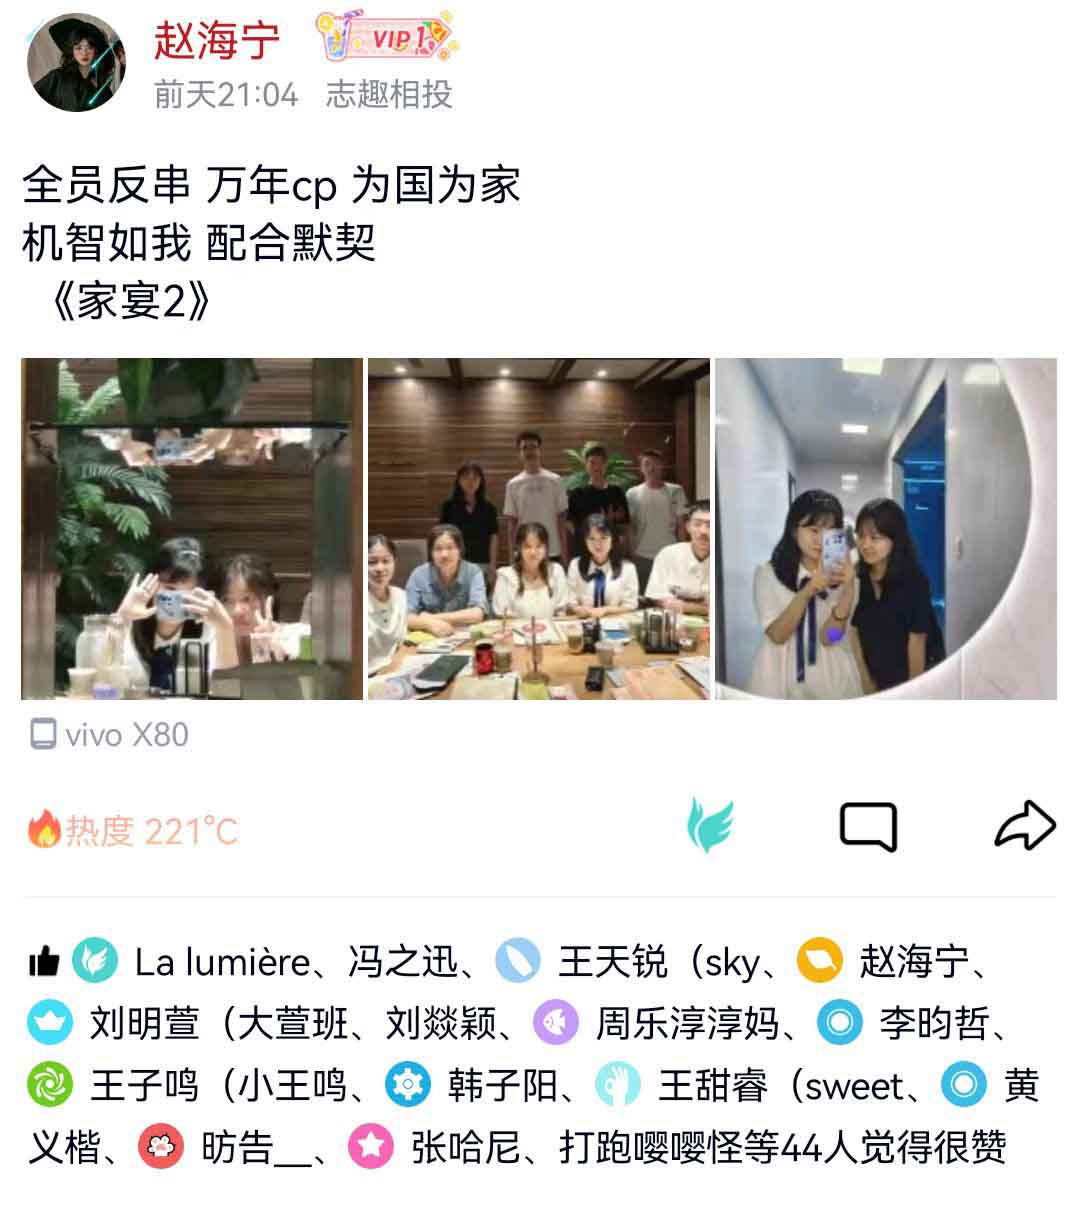 赵海宁 VIP1
前天21:04 志趣相投
全员反串 万年cp 为国为家
机智如我 配合默契
《家宴2》
vivo X80
热度 221°C
La lumière、冯之迅、王天锐（sky、赵海宁、
刘明萱（大萱班、刘燚颖、周乐淳淳妈、李昀哲、
王子鸣（小王鸣、韩子阳、王甜睿（sweet、黄
义楷、昉告__、张哈尼、打跑嘤嘤怪等44人觉得很赞